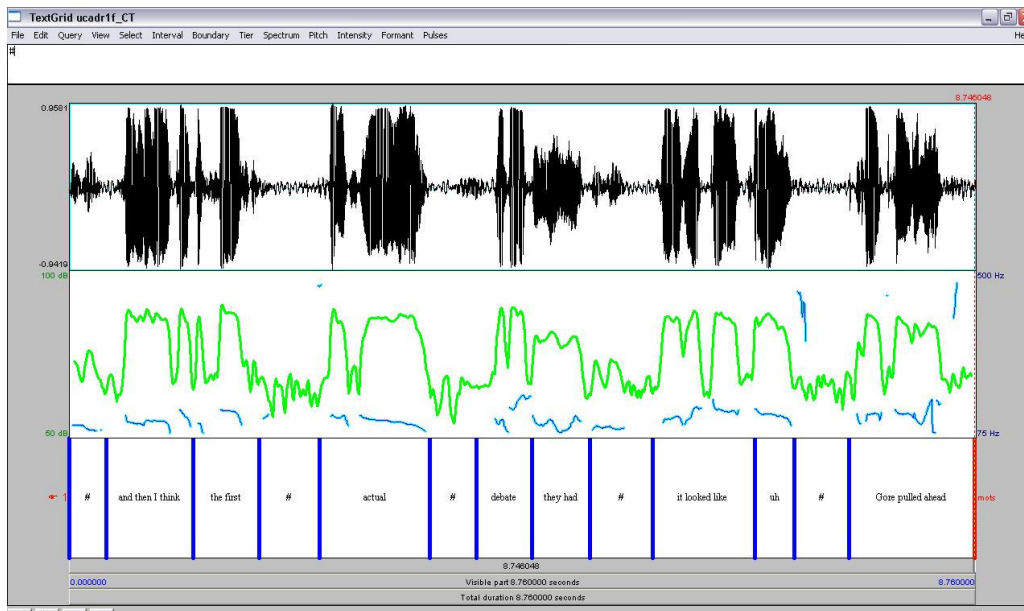 TextGrid ucadr1f_CT
File Edit Query View Select Interval Boundary Tier Spectrum Pitch Intensity Formant Pulses He
#
8.746048
0.9581
-0.9419
100 dB 500 Hz
50 dB 75 Hz
1 # and then I think the first # actual # debate they had # it looked like uh # Gore pulled ahead mots
8.746048
0.000000 Visible part 8.760000 seconds 8.760000
Total duration 8.760000 seconds